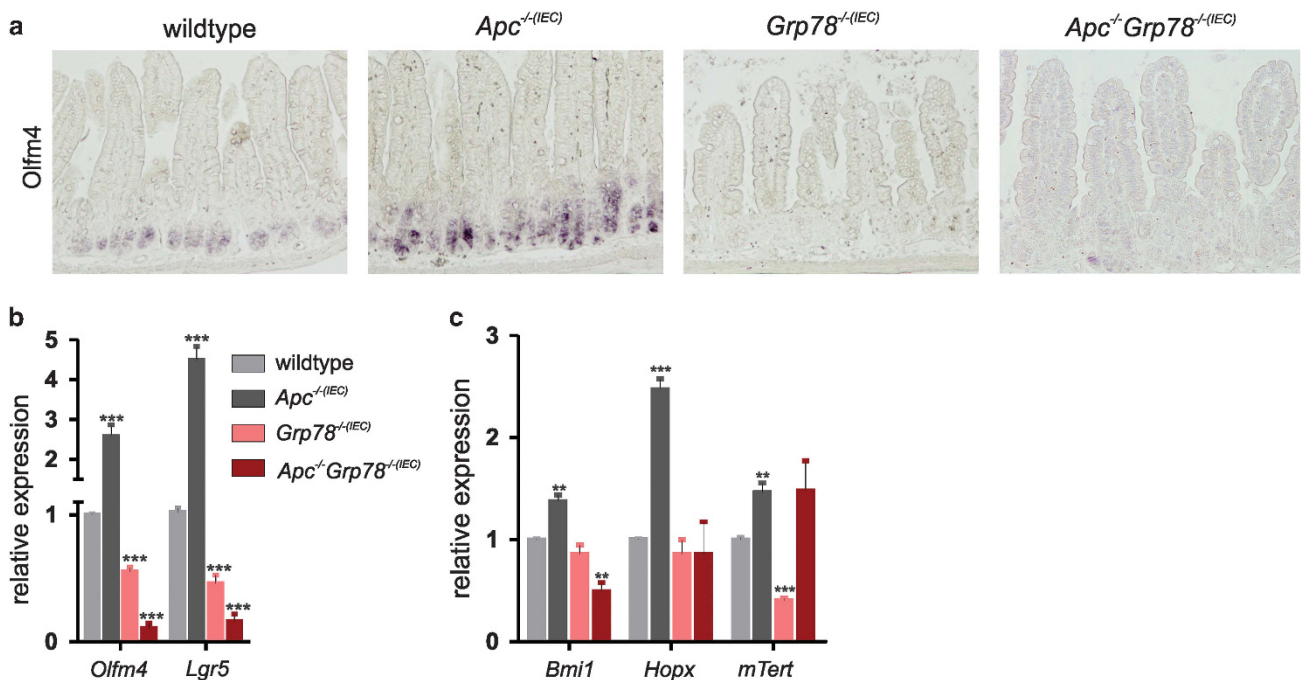 a
wildtype
Apc-/-(IEC)
Grp78-/-(IEC)
Apc-/-Grp78-/-(IEC)
Olfm4
b
relative expression
5
4
3
2
1
0
***
***
***
***
***
***
Olfm4
Lgr5
wildtype
Apc-/-(IEC)
Grp78-/-(IEC)
Apc-/-Grp78-/-(IEC)
c
relative expression
3
2
1
0
**
**
***
**
***
Bmi1
Hopx
mTert